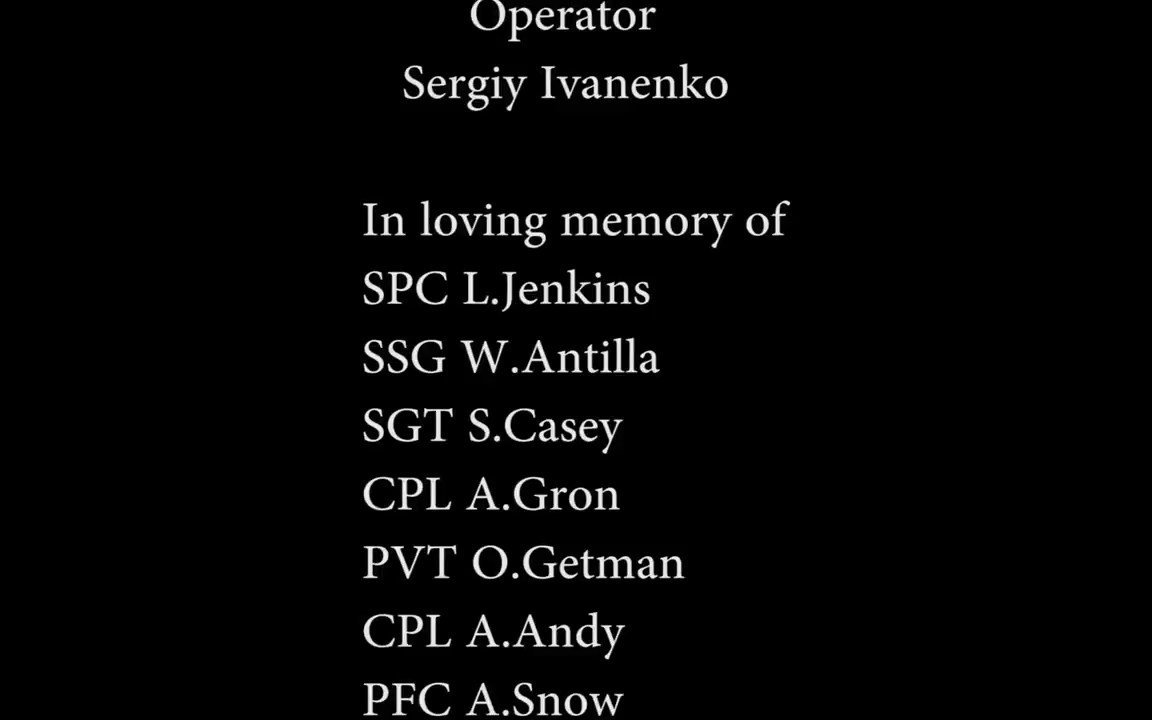 Operator
Sergiy Ivanenko
In loving memory of
SPC L.Jenkins
SSG W.Antilla
SGT S.Casey
CPL A.Gron
PVT O.Getman
CPL A.Andy
PFC A.Snow